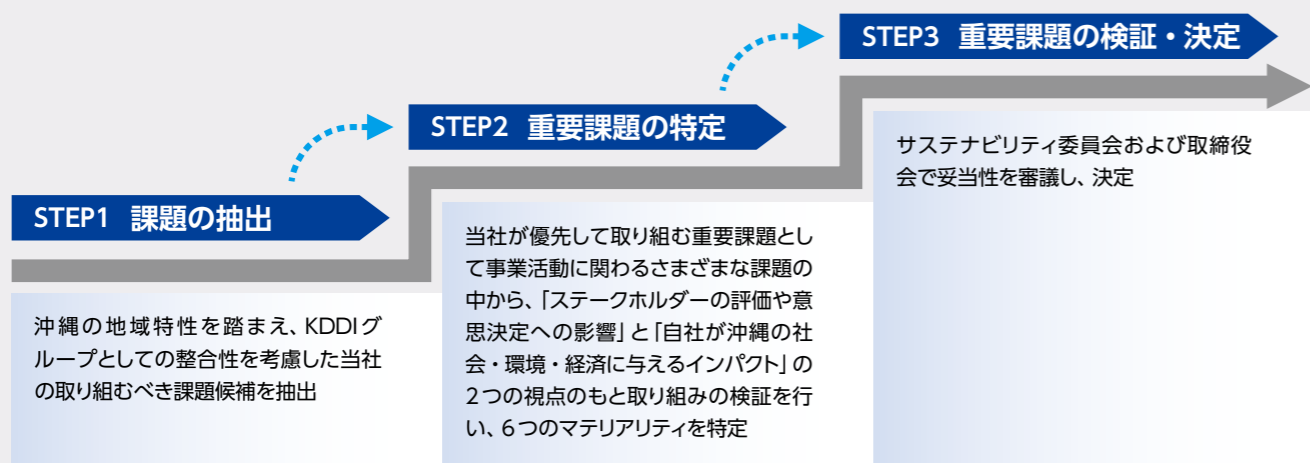 STEP1 課題の抽出
沖縄の地域特性を踏まえ、KDDIグ
ループとしての整合性を考慮した当社
の取り組むべき課題候補を抽出
STEP2 重要課題の特定
当社が優先して取り組む重要課題とし
て事業活動に関わるさまざまな課題の
中から、「ステークホルダーの評価や意
思決定への影響」と「自社が沖縄の社
会・環境・経済に与えるインパクト」の
2つの視点のもと取り組みの検証を行
い、6つのマテリアリティを特定
STEP3 重要課題の検証・決定
サステナビリティ委員会および取締役
会で妥当性を審議し、決定